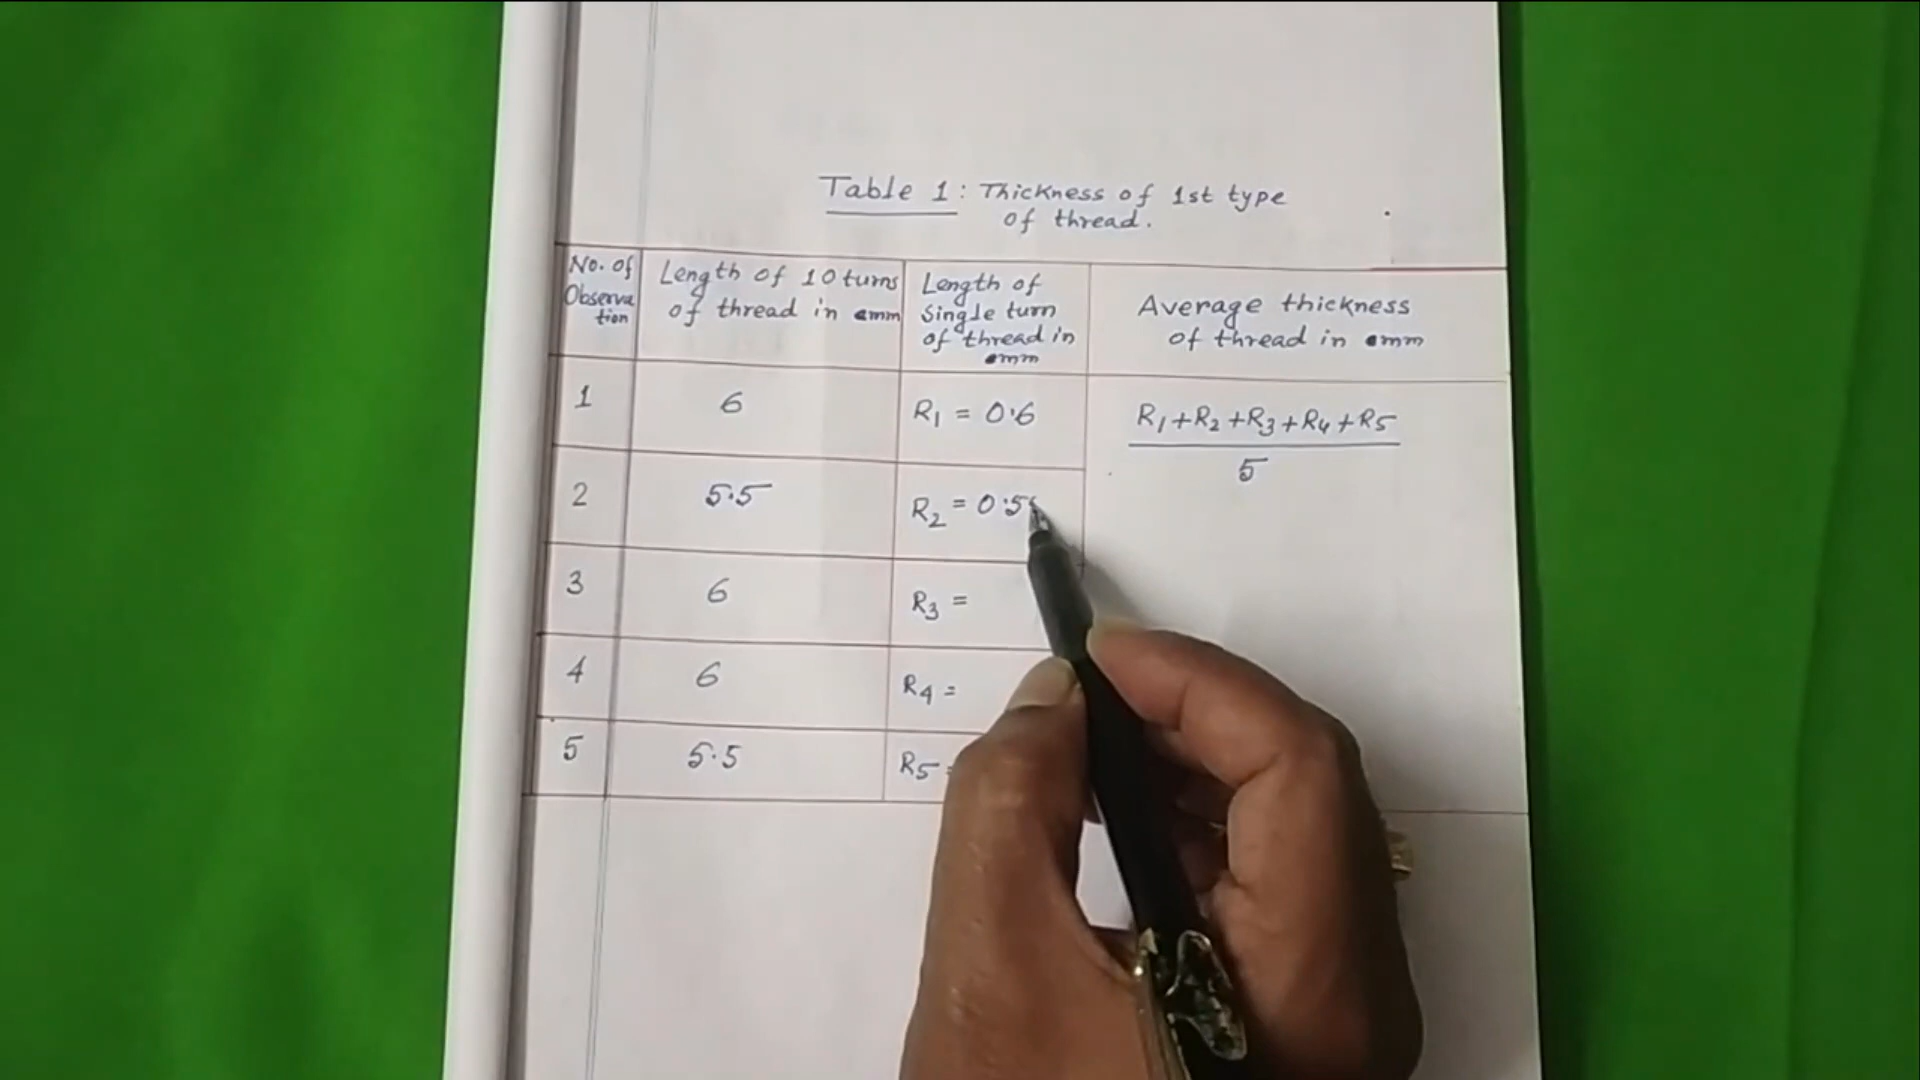 Table 1: Thickness of 1st type
of thread.
No. of
Observa
tion
Length of 10 turns
of thread in mm
Length of
Single turn
of thread in
mm
Average thickness
of thread in mm
1
6
R1 = 0.6
R1+R2+R3+R4+R5
5
2
5.5
R2 = 0.5
3
6
R3 =
4
6
R4 =
5
5.5
R5 =